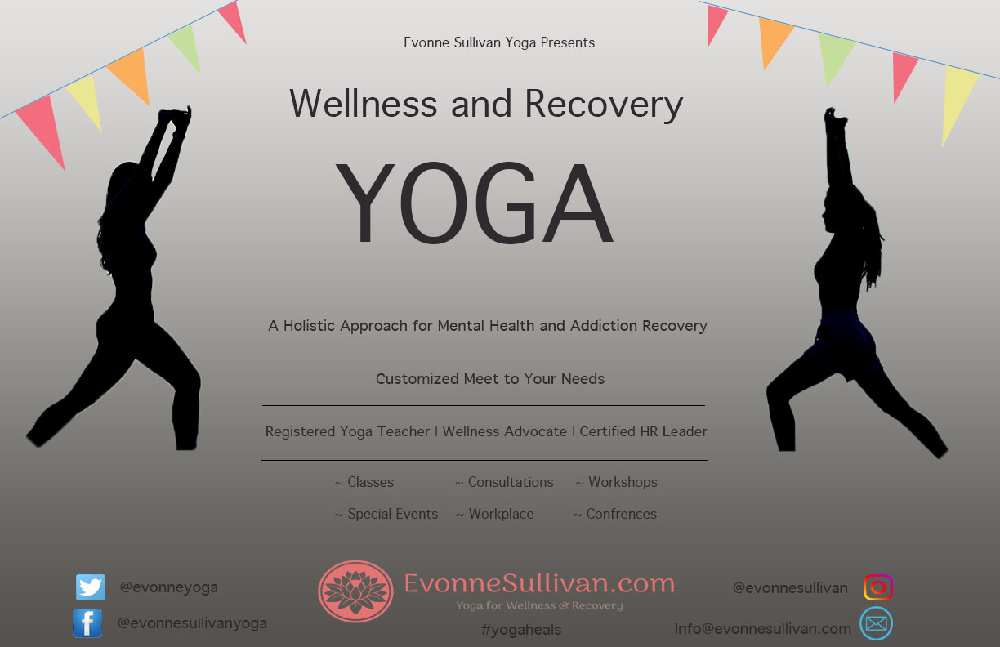 Evonne Sullivan Yoga Presents
Wellness and Recovery
YOGA
A Holistic Approach for Mental Health and Addiction Recovery
Customized Meet to Your Needs
Registered Yoga Teacher | Wellness Advocate | Certified HR Leader
~ Classes ~ Consultations ~ Workshops
~ Special Events ~ Workplace ~ Confrences
@evonneyoga
@evonnesullivanyoga
EvonneSullivan.com
Yoga for Wellness & Recovery
#yogaheals
@evonnesullivan
Info@evonnesullivan.com